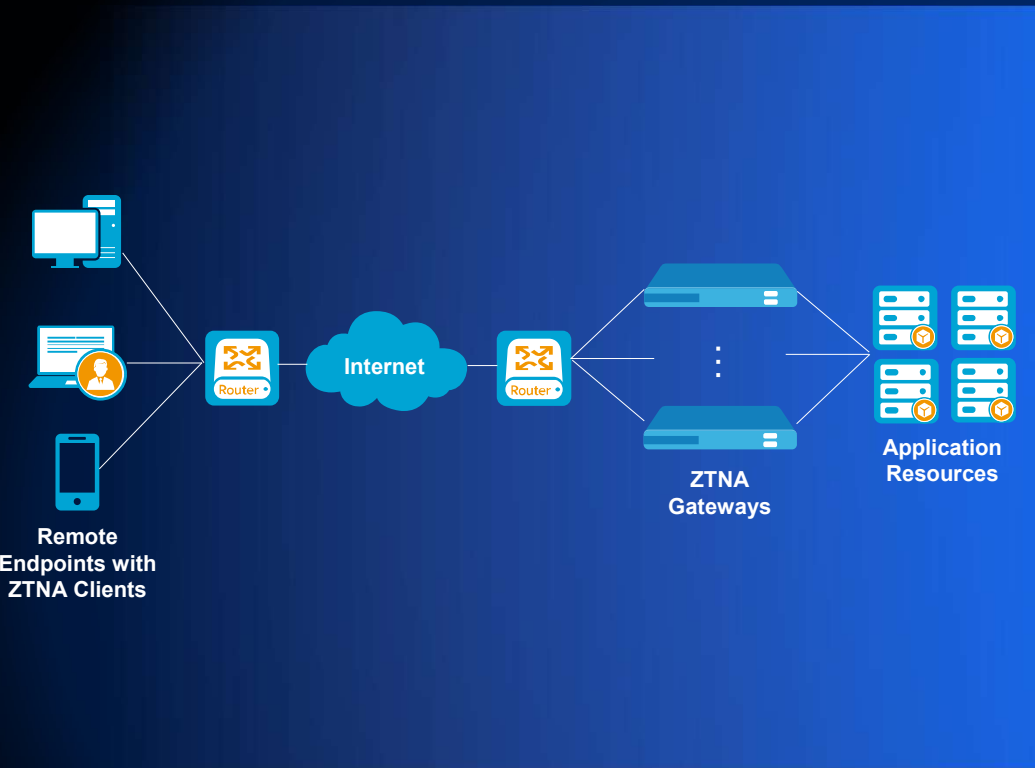 Router
Internet
Router
ZTNA
Gateways
Application
Resources
Remote
Endpoints with
ZTNA Clients